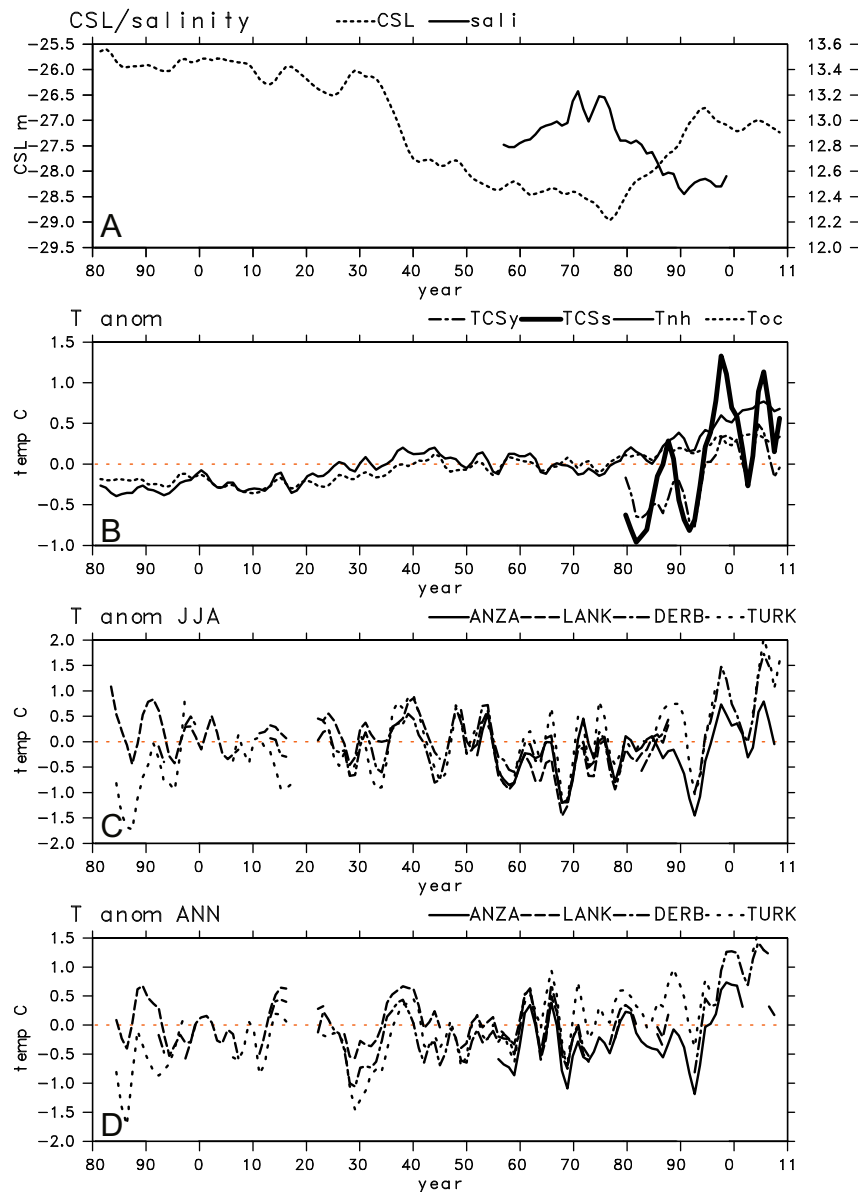 CSL/salinity CSL sali
-25.5 13.6
-26.0 13.4
-26.5 13.2
-27.0 13.0
-27.5 12.8
-28.0 12.6
-28.5 12.4
-29.0 12.2
-29.5 12.0
CSL m
A
80 90 0 10 20 30 40 50 60 70 80 90 0 11
year
T anom TCSy TCSs Tnh Toc
1.5
1.0
0.5
0.0
-0.5
-1.0
temp C
B
80 90 0 10 20 30 40 50 60 70 80 90 0 11
year
T anom JJA ANZA LANK DERB TURK
2.0
1.5
1.0
0.5
0.0
-0.5
-1.0
-1.5
-2.0
temp C
C
80 90 0 10 20 30 40 50 60 70 80 90 0 11
year
T anom ANN ANZA LANK DERB TURK
1.5
1.0
0.5
0.0
-0.5
-1.0
-1.5
-2.0
temp C
D
80 90 0 10 20 30 40 50 60 70 80 90 0 11
year